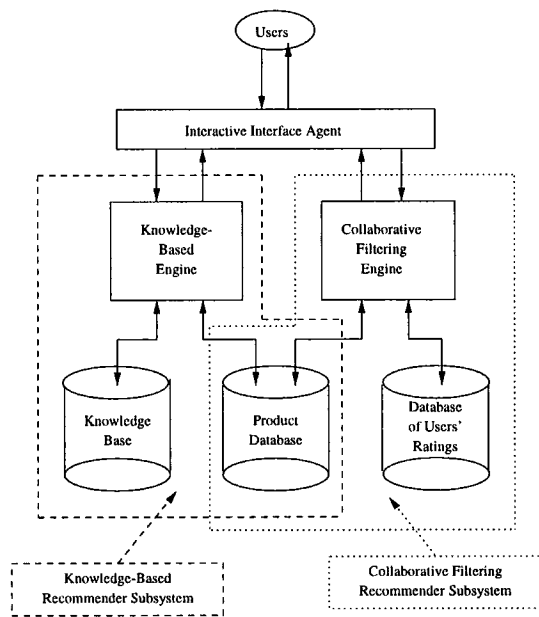 Users
Interactive Interface Agent
Knowledge-
Based
Engine
Collaborative
Filtering
Engine
Knowledge
Base
Product
Database
Database
of Users'
Ratings
Knowledge-Based
Recommender Subsystem
Collaborative Filtering
Recommender Subsystem